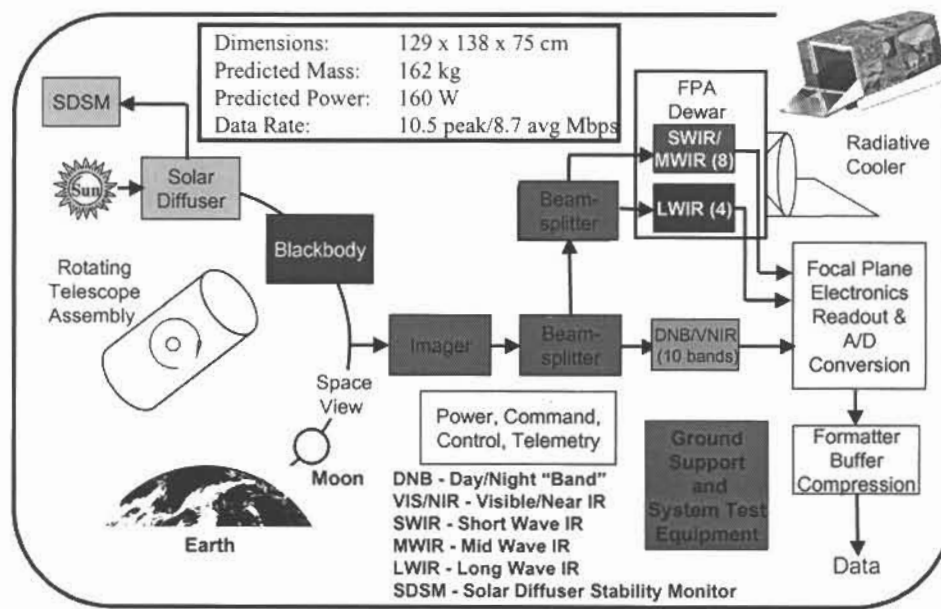 Dimensions: 129 x 138 x 75 cm
Predicted Mass: 162 kg
Predicted Power: 160 W
Data Rate: 10.5 peak/8.7 avg Mbps
SDSM
Sun
Solar
Diffuser
Blackbody
Rotating
Telescope
Assembly
Space
View
Moon
Earth
Imager
Beam-
splitter
Beam-
splitter
FPA
Dewar
SWIR/
MWIR (8)
LWIR (4)
Radiative
Cooler
DNB/VNIR
(10 bands)
Focal Plane
Electronics
Readout &
A/D
Conversion
Formatter
Buffer
Compression
Data
Power, Command,
Control, Telemetry
Ground
Support
and
System Test
Equipment
DNB - Day/Night "Band"
VIS/NIR - Visible/Near IR
SWIR - Short Wave IR
MWIR - Mid Wave IR
LWIR - Long Wave IR
SDSM - Solar Diffuser Stability Monitor